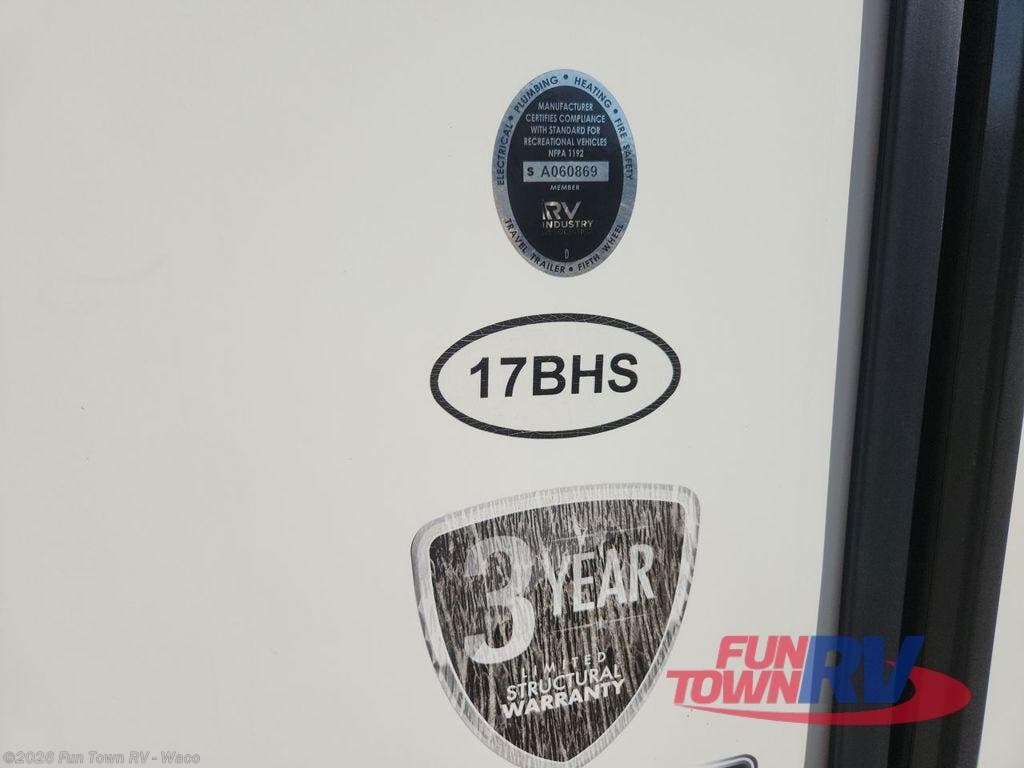 ELECTRICAL • PLUMBING • HEATING • FIRE SAFETY
MANUFACTURER
CERTIFIES COMPLIANCE
WITH STANDARD FOR
RECREATIONAL VEHICLES
NFPA 1192
S A060869
MEMBER
RV
INDUSTRY
D
TRAVEL TRAILER • FIFTH WHEEL
17BHS
3 YEAR
LIMITED
STRUCTURAL
WARRANTY
FUN
TOWN RV
©2026 Fun Town RV - Waco